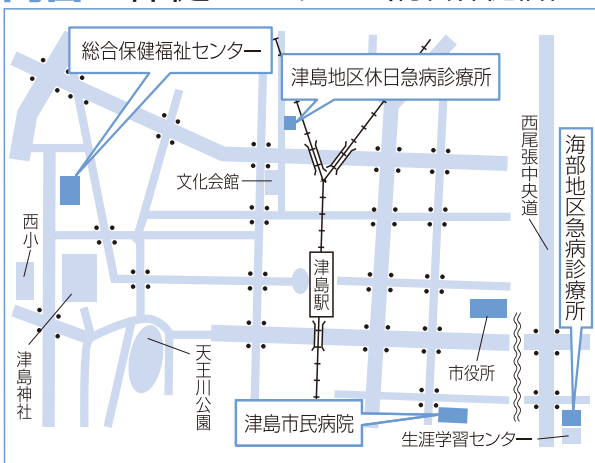 総合保健福祉センター
津島地区休日急病診療所
西尾張中央道
海部地区急病診療所
文化会館
西小
津島駅
津島神社
天王川公園
市役所
津島市民病院
生涯学習センター